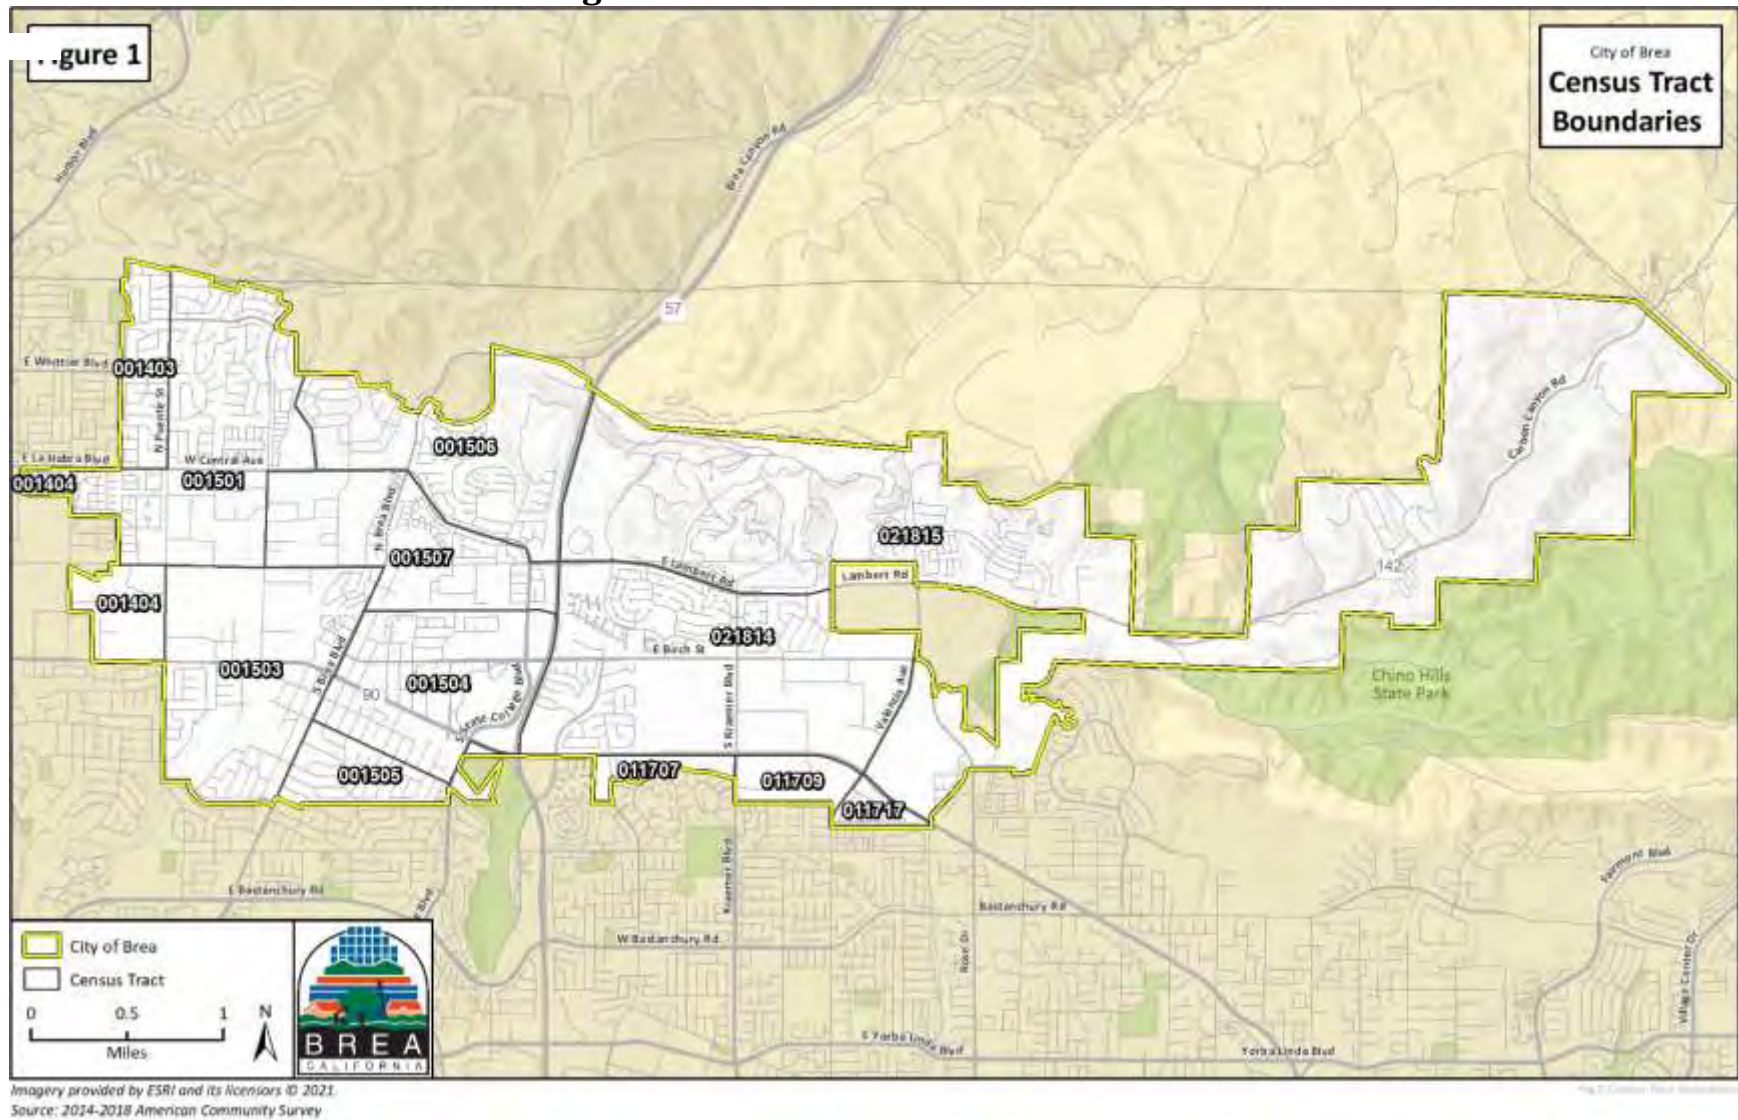 gure 1
City of Brea
Census Tract
Boundaries
Harbor Blvd
Brea Canyon Rd
57
E Whittier Blvd
001403
N Puente St
E La Habra Blvd
W Central Ave
001404
001501
001506
N Brea Blvd
001507
Carbon Canyon Rd
021815
E Lambert Rd
Lambert Rd
142
001404
021814
E Birch St
001503
S Brea Blvd
90
001504
S State College Blvd
S Kraemer Blvd
Valencia Ave
Chino Hills
State Park
001505
011707
011709
011717
E Bastanchury Rd
Blvd
Kraemer Blvd
W Bastanchury Rd
Bastanchury Rd
Rose Dr
Fairmont Blvd
Village Center Dr
E Yorba Linda Blvd
Yorba Linda Blvd
City of Brea
Census Tract
0 0.5 1
Miles
N
BREA
CALIFORNIA
Imagery provided by ESRI and its licensors © 2021.
Source: 2014-2018 American Community Survey